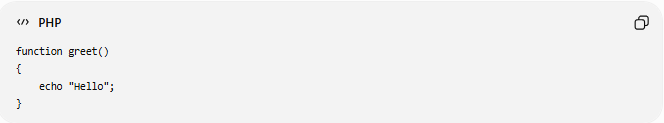 </> PHP
function greet()
{
    echo "Hello";
}